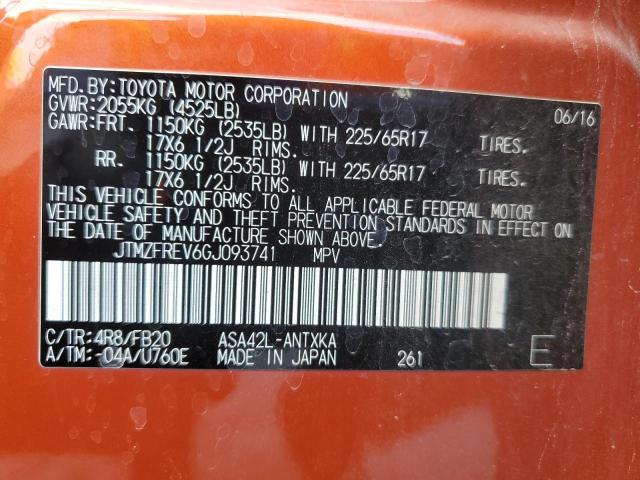 MFD.BY:TOYOTA MOTOR CORPORATION 06/16
GVWR:2055KG (4525LB)
GAWR:FRT. 1150KG (2535LB) WITH 225/65R17 TIRES.
17X6 1/2J RIMS.
RR. 1150KG (2535LB) WITH 225/65R17 TIRES.
17X6 1/2J RIMS.
THIS VEHICLE CONFORMS TO ALL APPLICABLE FEDERAL MOTOR
VEHICLE SAFETY AND THEFT PREVENTION STANDARDS IN EFFECT ON
THE DATE OF MANUFACTURE SHOWN ABOVE.
JTMZFREV6GJ093741 MPV
C/TR:4R8/FB20 ASA42L-ANTXKA
A/TM:-04A/U760E MADE IN JAPAN 261 E